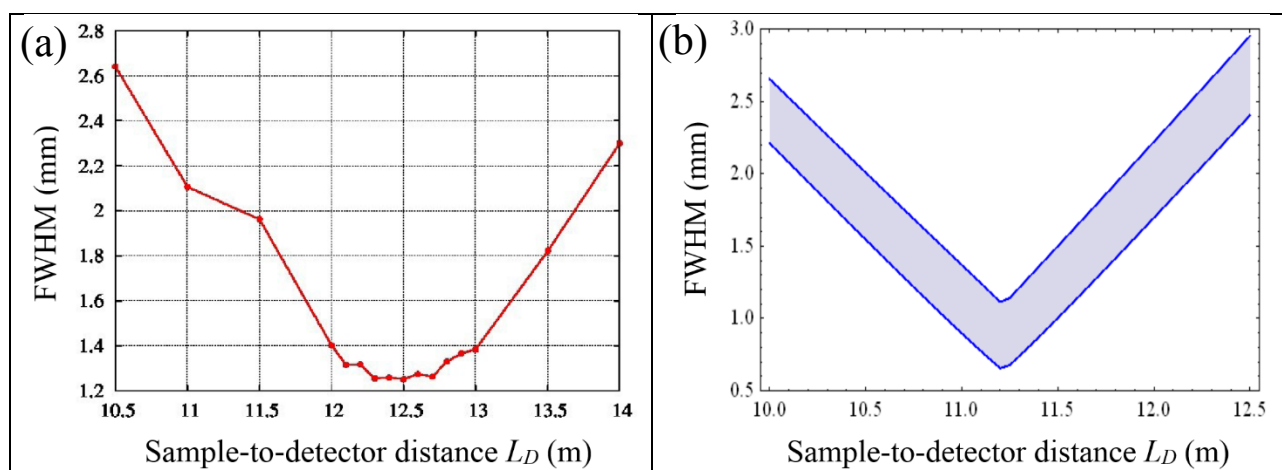 (a)
2.8
2.6
2.4
2.2
2
1.8
1.6
1.4
1.2
FWHM (mm)
10.5 11 11.5 12 12.5 13 13.5 14
Sample-to-detector distance L_D (m)
(b)
3.0
2.5
2.0
1.5
1.0
0.5
FWHM (mm)
10.0 10.5 11.0 11.5 12.0 12.5
Sample-to-detector distance L_D (m)